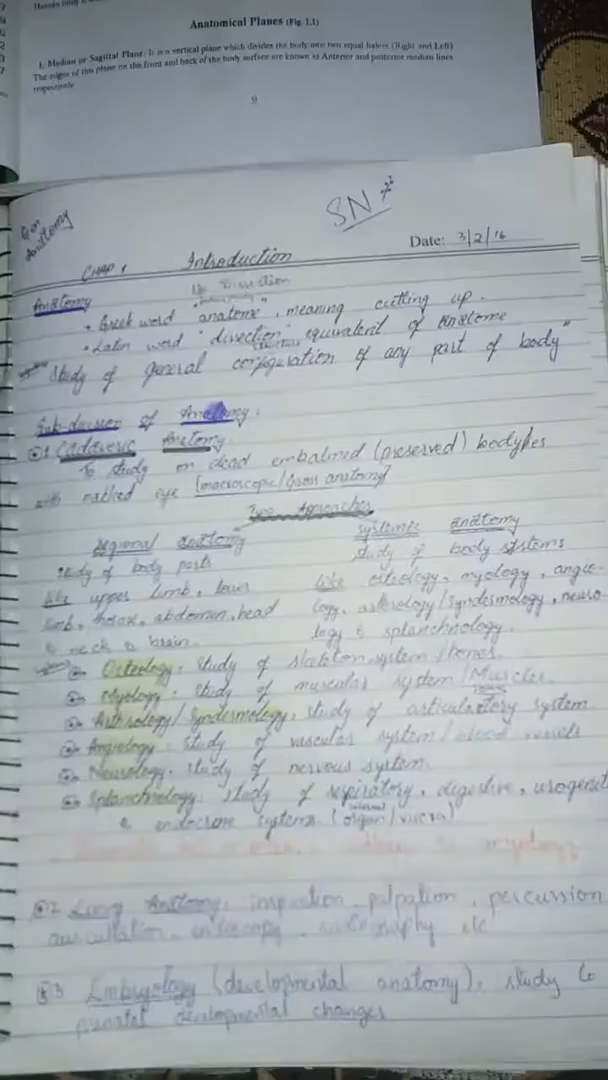 Anatomical Planes (Fig. 1.1)
1. Median or Sagittal Plane: It is a vertical plane which divides the body into two equal halves (Right and Left)
The edges of this plane on the front and back of the body surface are known as Anterior and posterior median lines
respectively
9
SN
Anatomy
Date: 3/2/16
CHAP 1 Introduction
Dissection
Anatomy
• Greek word "anatome", meaning cutting up.
• Latin word "disection" equivalent of Anatome
"Study of general configuration of any part of body"
Sub-division of Anatomy:
1 Cadaveric Anatomy
To study on dead embalmed (preserved) bodyies
with naked eye [macroscopic/Gross anatomy]
Two Approaches
Regional anatomy
systemic anatomy
study of body parts
study of body systems
like upper limb, lower
like osteology, myology, angio-
limb, thorax, abdomen, head
logy, arthrology/syndesmology, neuro-
& neck & brain
logy & splanchnology.
Osteology: study of skeleton system/bones.
Myology: study of muscular system/Muscles
Arthrology/Syndesmology: study of articulatory system
Angiology: study of vascular system/blood vessels
Neurology: study of nervous system.
Splanchnology: study of respiratory, digestive, urogenit
& endocrine systems (organ/viscra)
internal
myology
2 Living Anatomy: inspection, palpation, percussion
auscultation, endoscopy, radiography etc
3 Embryology (developmental anatomy): study
prenatal developmental changes